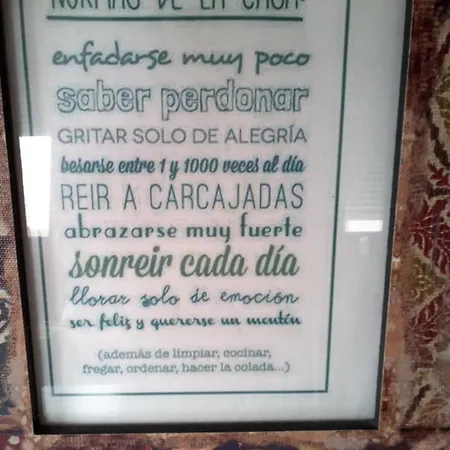 NORMAS DE LA CASA
enfadarse muy poco
saber perdonar
GRITAR SOLO DE ALEGRÍA
besarse entre 1 y 1000 veces al día
REIR A CARCAJADAS
abrazarse muy fuerte
sonreir cada día
llorar solo de emoción
ser feliz y quererse un montón
(además de limpiar, cocinar,
fregar, ordenar, hacer la colada...)